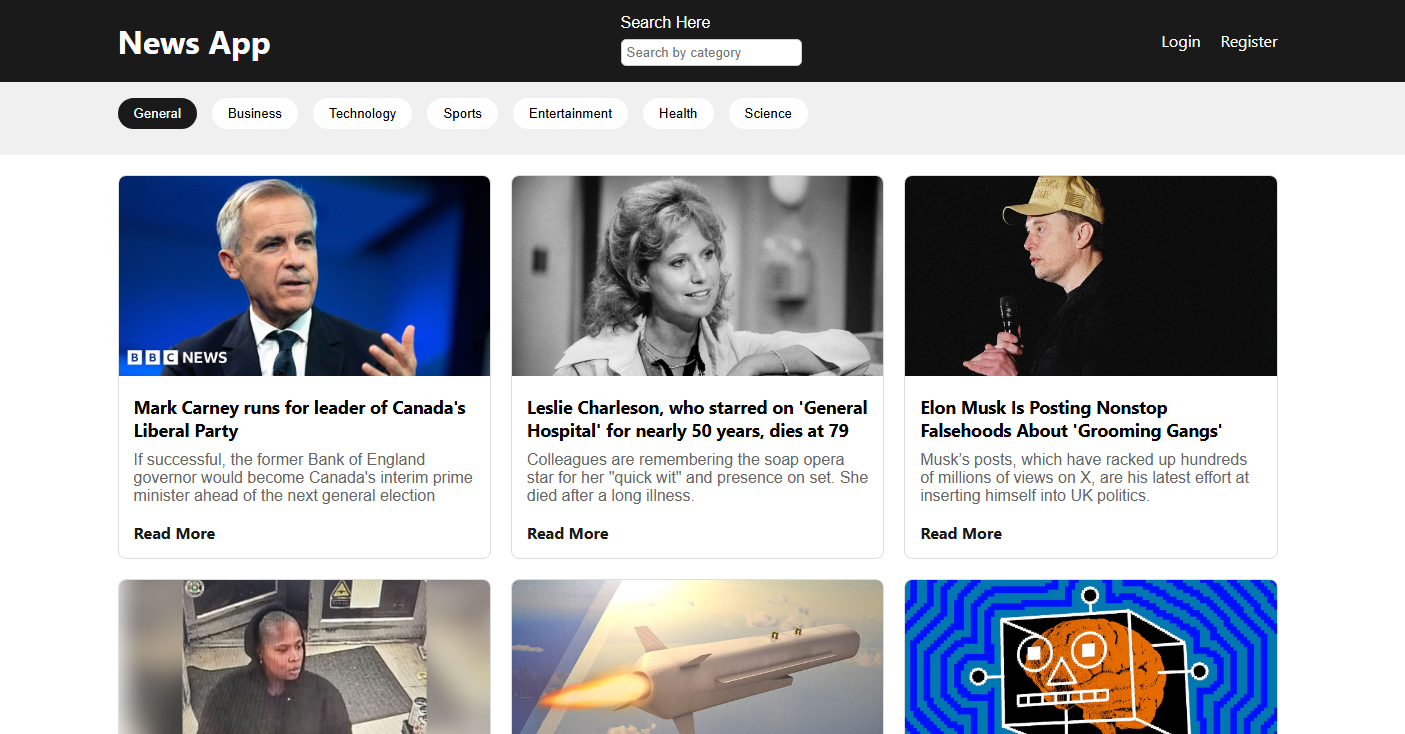 News App
Search Here
Search by category
Login
Register
General
Business
Technology
Sports
Entertainment
Health
Science
BBC NEWS
Mark Carney runs for leader of Canada's
Liberal Party
If successful, the former Bank of England
governor would become Canada's interim prime
minister ahead of the next general election
Read More
Leslie Charleson, who starred on 'General
Hospital' for nearly 50 years, dies at 79
Colleagues are remembering the soap opera
star for her "quick wit" and presence on set. She
died after a long illness.
Read More
Elon Musk Is Posting Nonstop
Falsehoods About 'Grooming Gangs'
Musk’s posts, which have racked up hundreds
of millions of views on X, are his latest effort at
inserting himself into UK politics.
Read More